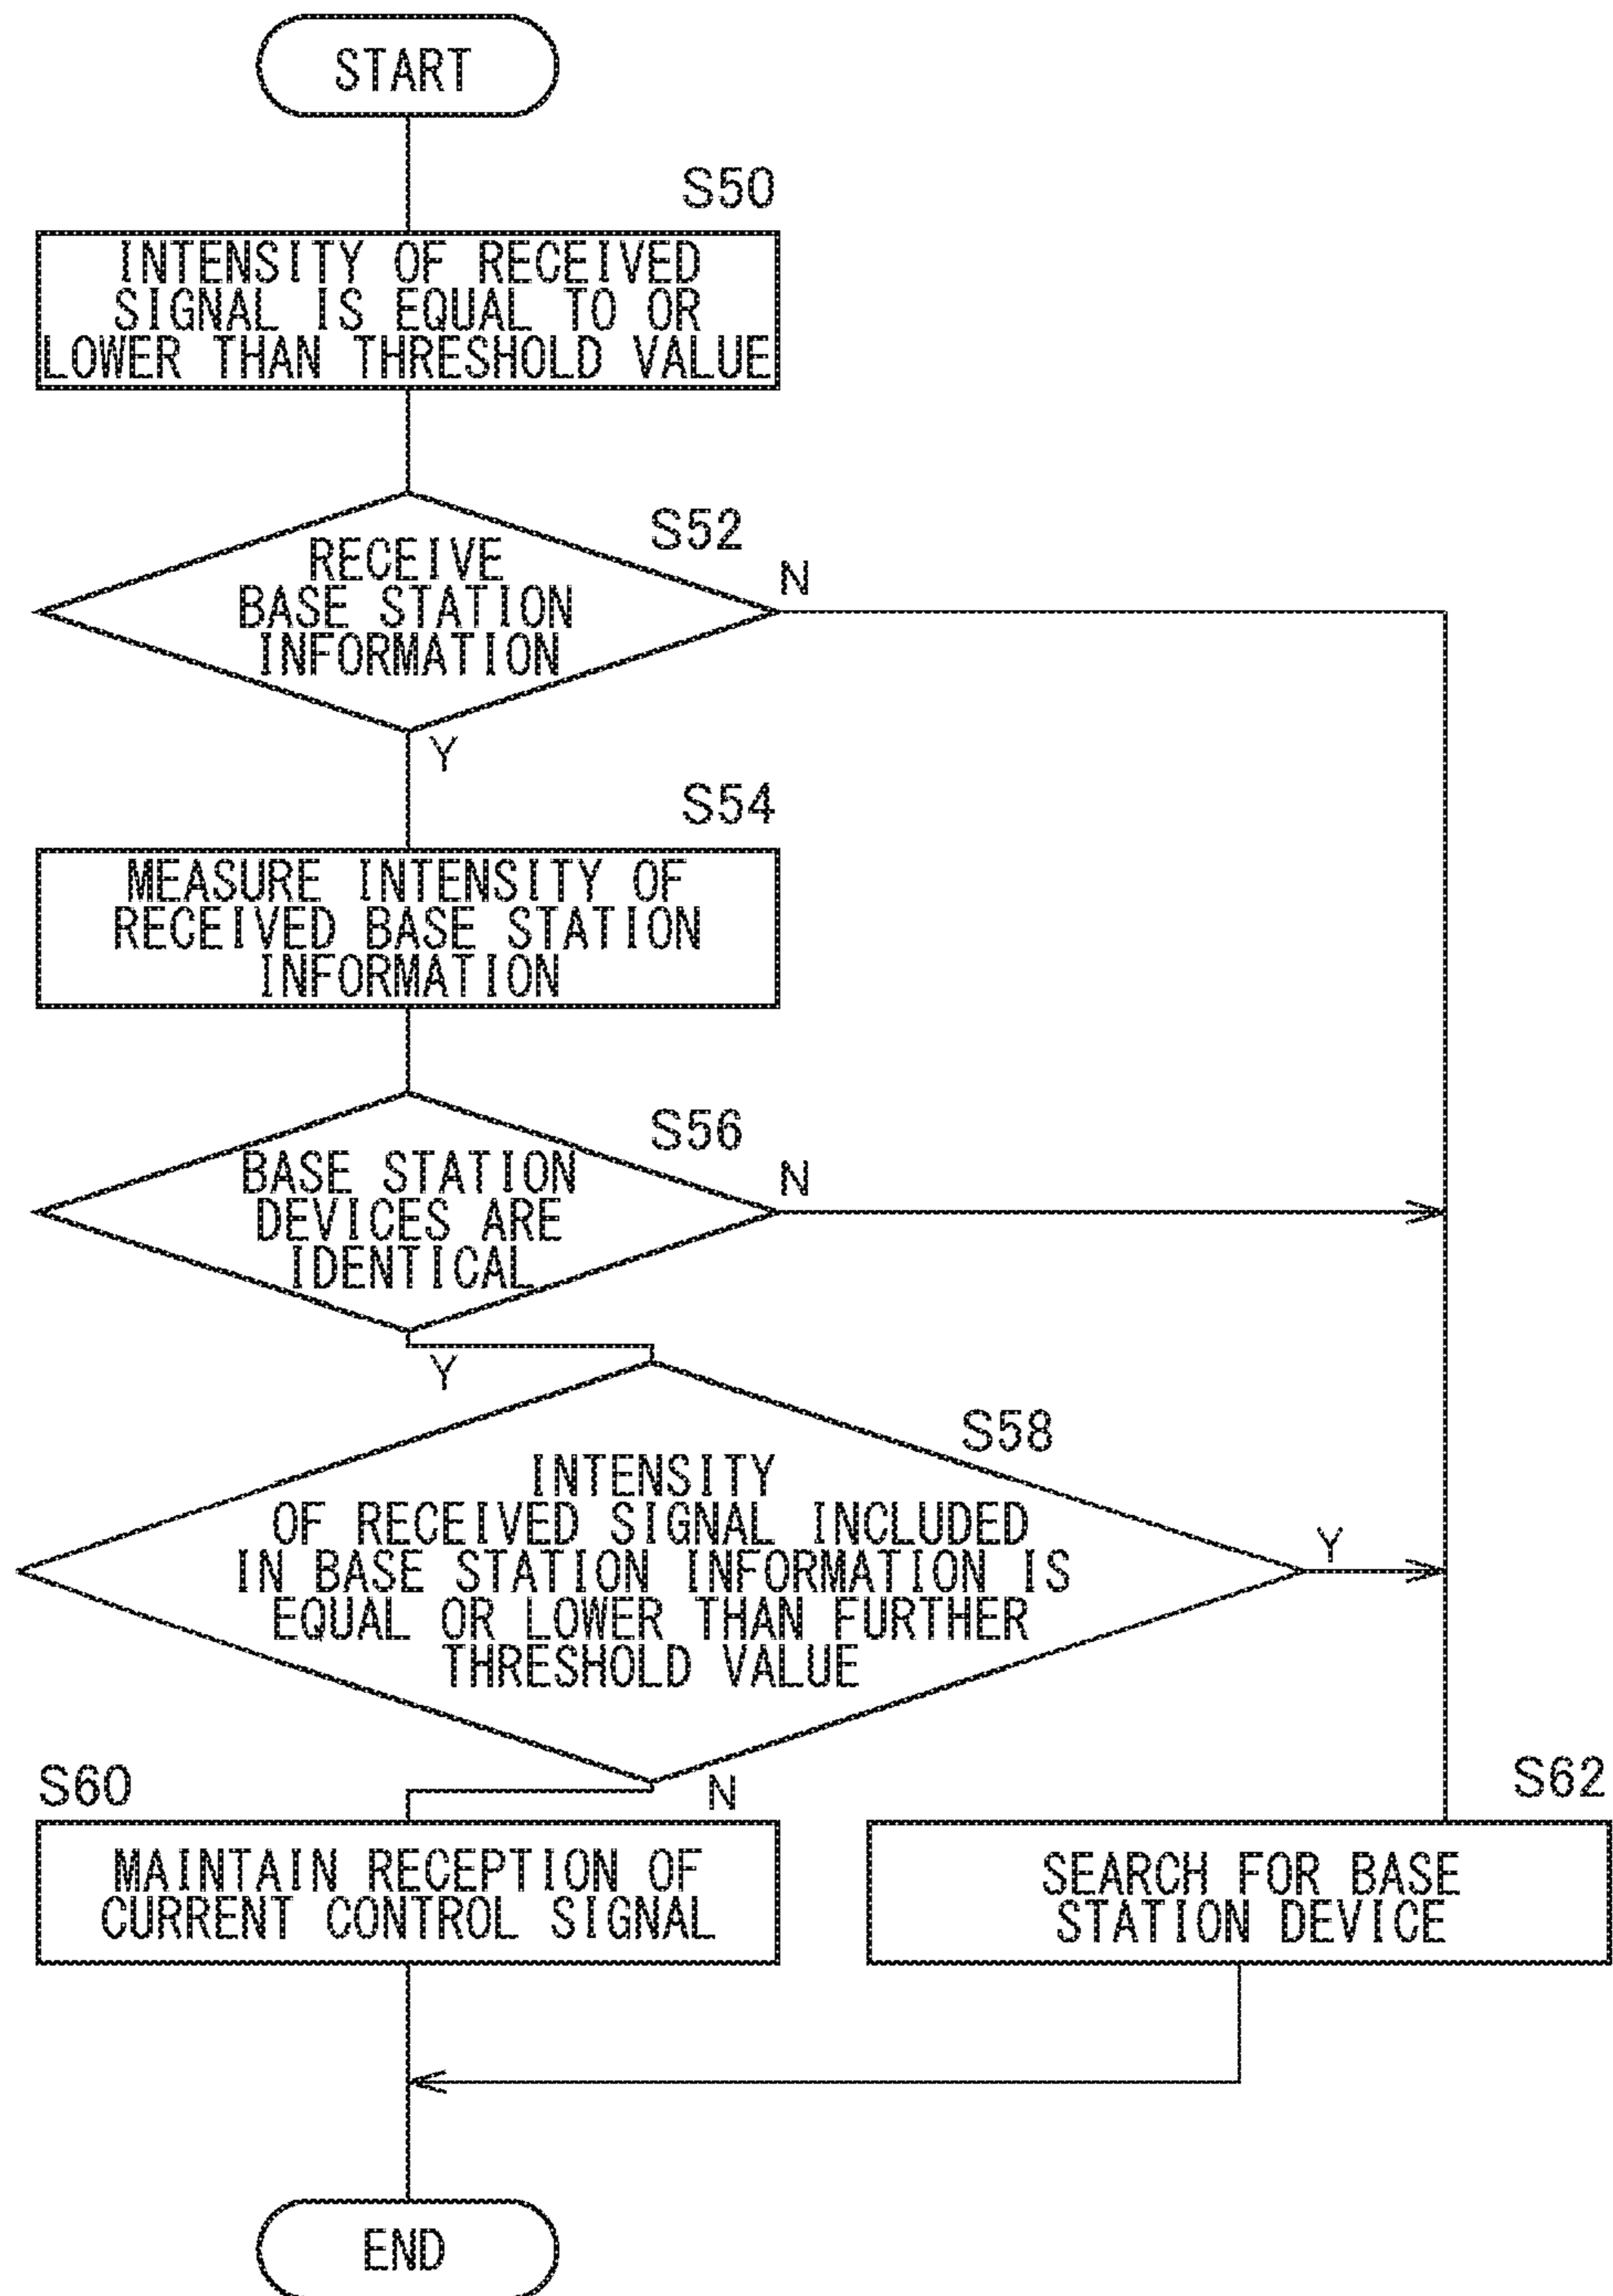 START
S50
INTENSITY OF RECEIVED
SIGNAL IS EQUAL TO OR
LOWER THAN THRESHOLD VALUE
S52
RECEIVE
BASE STATION
INFORMATION
N
Y
S54
MEASURE INTENSITY OF
RECEIVED BASE STATION
INFORMATION
S56
BASE STATION
DEVICES ARE
IDENTICAL
N
Y
S58
INTENSITY
OF RECEIVED SIGNAL INCLUDED
IN BASE STATION INFORMATION IS
EQUAL OR LOWER THAN FURTHER
THRESHOLD VALUE
Y
N
S60
MAINTAIN RECEPTION OF
CURRENT CONTROL SIGNAL
S62
SEARCH FOR BASE
STATION DEVICE
END